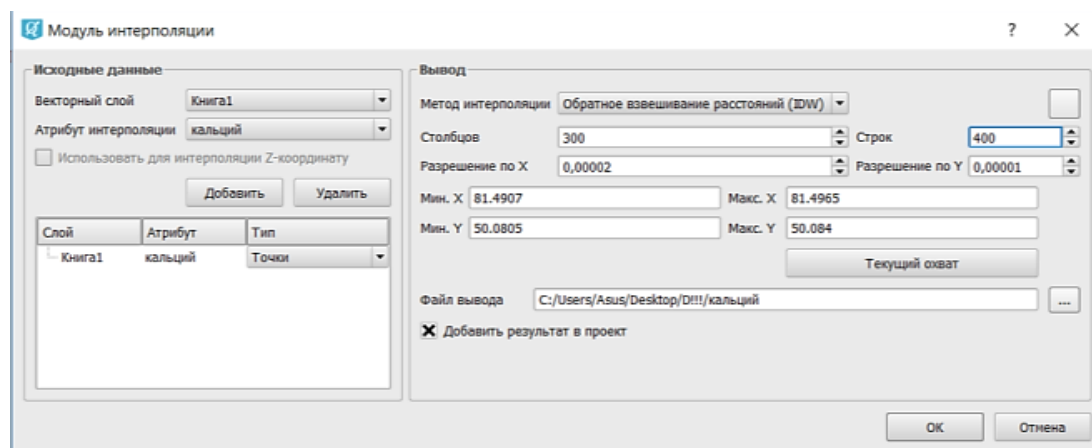 Модуль интерполяции
?
Исходные данные
Векторный слой Книга1
Атрибут интерполяции кальций
Использовать для интерполяции Z-координату
Добавить Удалить
Слой Атрибут Тип
Книга1 кальций Точки
Вывод
Метод интерполяции Обратное взвешивание расстояний (IDW)
Столбцов 300 Строк 400
Разрешение по X 0,00002 Разрешение по Y 0,00001
Мин. X 81.4907 Макс. X 81.4965
Мин. Y 50.0805 Макс. Y 50.084
Текущий охват
Файл вывода C:/Users/Asus/Desktop/D!!!/кальций ...
Добавить результат в проект
OK Отмена